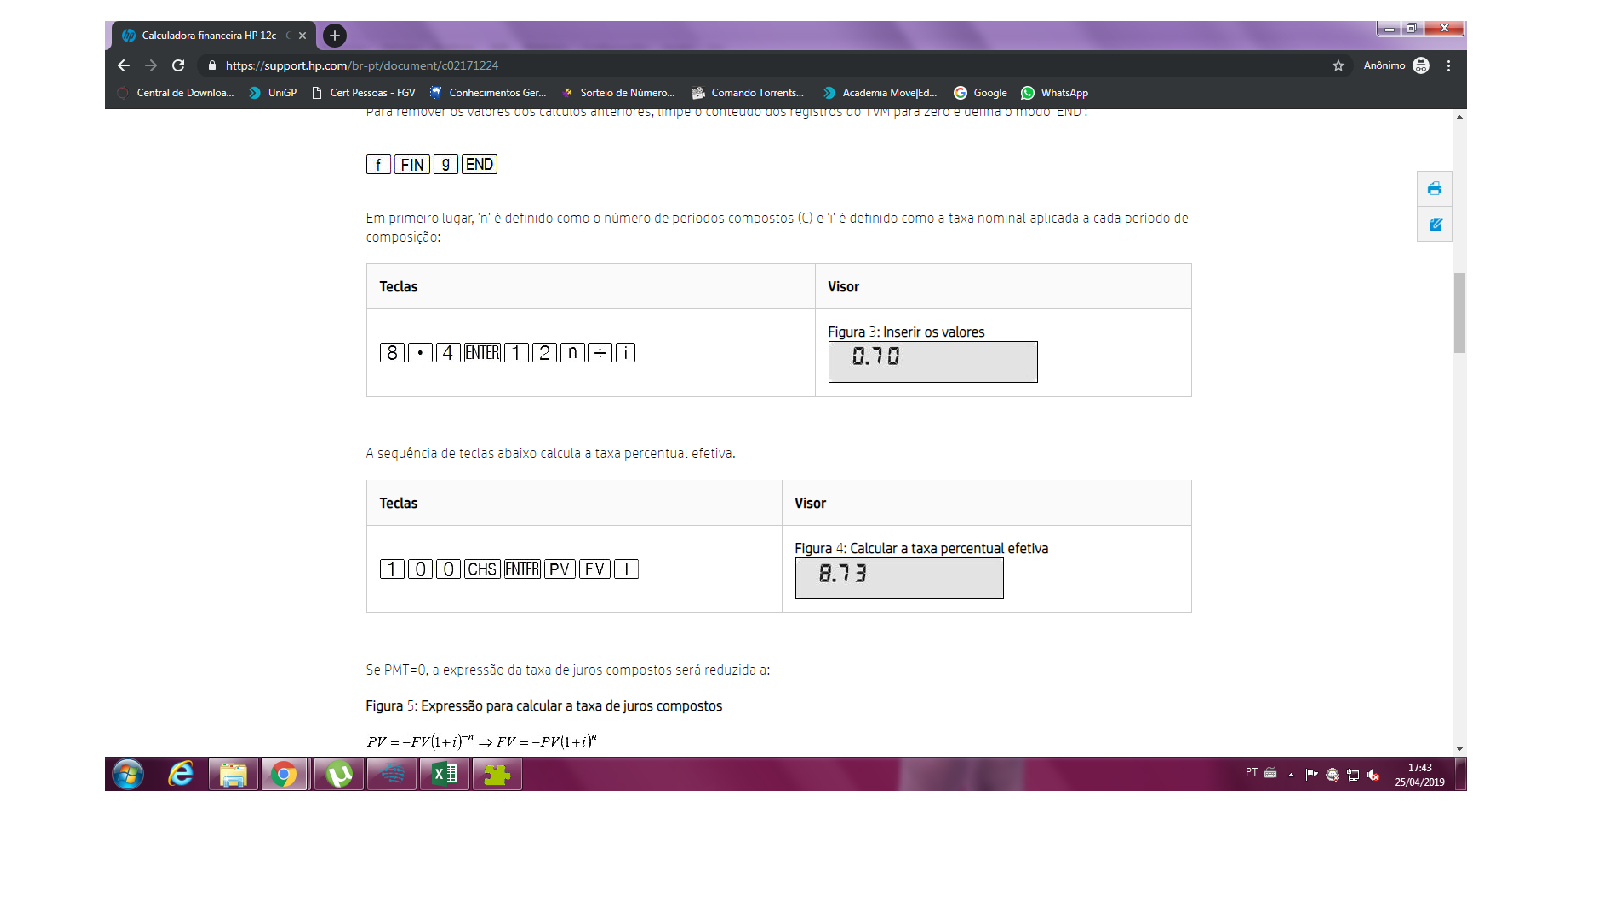 Calculadora financeira HP 12c
https://support.hp.com/br-pt/document/c02171224
Anônimo
Central de Downloa... UniGP Cert Pessoas - FGV Conhecimentos Ger... Sorteio de Número... Comando Torrents... Academia Move|Ed... Google WhatsApp
Para remover os valores dos cálculos anteriores, limpe o conteúdo dos registros do TVM para zero e defina o modo 'END'.
f FIN g END
Em primeiro lugar, 'n' é definido como o número de períodos compostos (C) e 'i' é definido como a taxa nominal aplicada a cada período de
composição:
Teclas Visor
Figura 3: Inserir os valores
8 • 4 ENTER 1 2 n ÷ i 0.70
A sequência de teclas abaixo calcula a taxa percentual efetiva.
Teclas Visor
Figura 4: Calcular a taxa percentual efetiva
1 0 0 CHS ENTER PV FV I 8.73
Se PMT=0, a expressão da taxa de juros compostos será reduzida a:
Figura 5: Expressão para calcular a taxa de juros compostos
PV = -FV(1+i)⁻ⁿ ⇒ FV = -PV(1+i)ⁿ
PT
17:43
25/04/2019